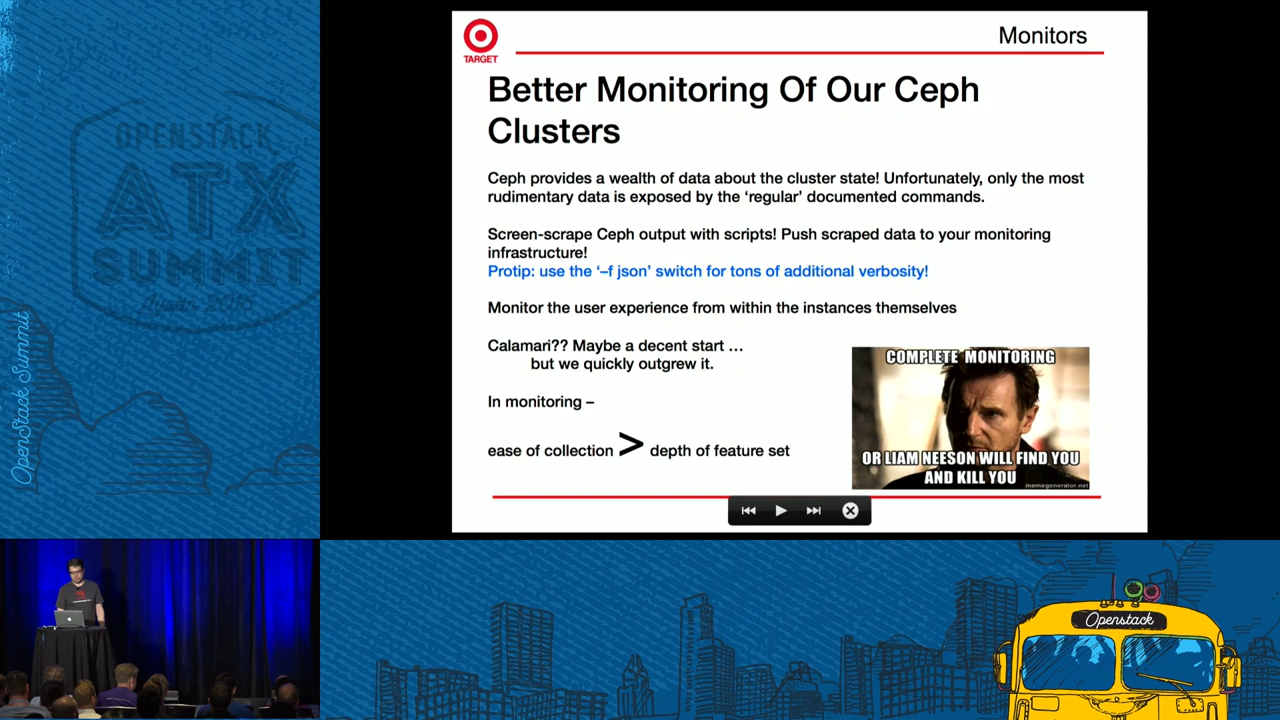 OPENSTACK
ATX
SUMMIT
Austin 2016
OpenStack Summit
TARGET
Monitors
Better Monitoring Of Our Ceph
Clusters
Ceph provides a wealth of data about the cluster state! Unfortunately, only the most
rudimentary data is exposed by the ‘regular’ documented commands.
Screen-scrape Ceph output with scripts! Push scraped data to your monitoring
infrastructure!
Protip: use the ‘–f json’ switch for tons of additional verbosity!
Monitor the user experience from within the instances themselves
Calamari?? Maybe a decent start …
but we quickly outgrew it.
In monitoring –
ease of collection > depth of feature set
COMPLETE MONITORING
OR LIAM NEESON WILL FIND YOU
AND KILL YOU
memegenerator.net
Openstack